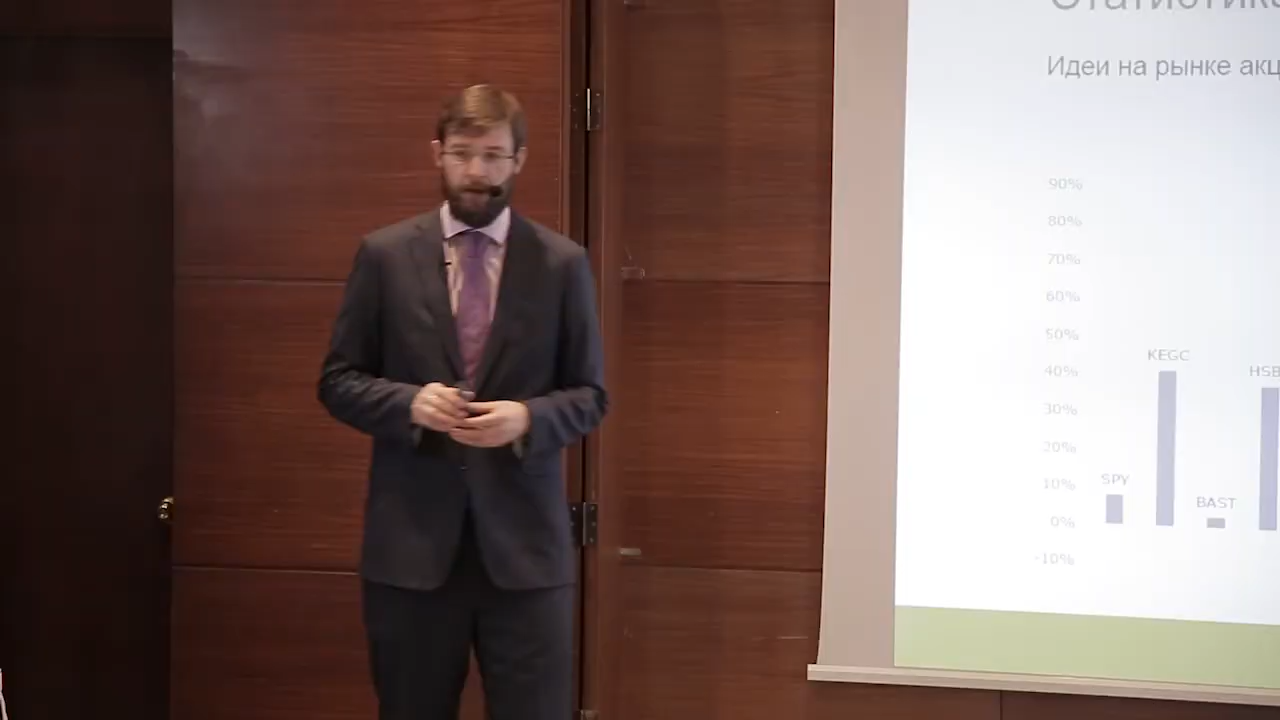 Статистика
Идеи на рынке акц
90%
80%
70%
60%
50%
KEGC
40%
HSB
30%
20%
10%
SPY
BAST
0%
-10%